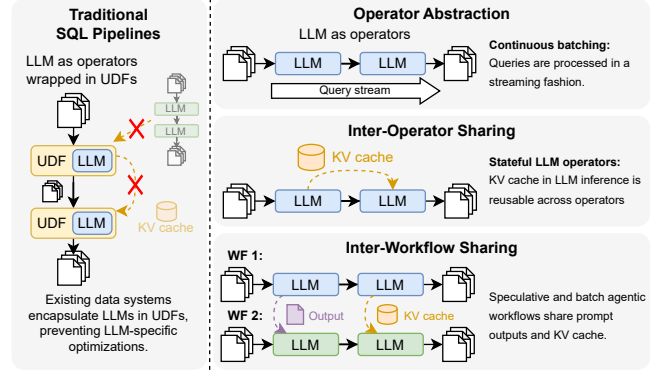 Traditional
SQL Pipelines
LLM as operators
wrapped in UDFs
LLM
LLM
UDF
LLM
UDF
LLM
KV cache
Existing data systems
encapsulate LLMs in UDFs,
preventing LLM-specific
optimizations.
Operator Abstraction
LLM as operators
LLM
LLM
Query stream
Continuous batching:
Queries are processed in a
streaming fashion.
Inter-Operator Sharing
KV cache
LLM
LLM
Stateful LLM operators:
KV cache in LLM inference is
reusable across operators
Inter-Workflow Sharing
WF 1:
LLM
LLM
WF 2:
Output
KV cache
LLM
LLM
Speculative and batch agentic
workflows share prompt
outputs and KV cache.